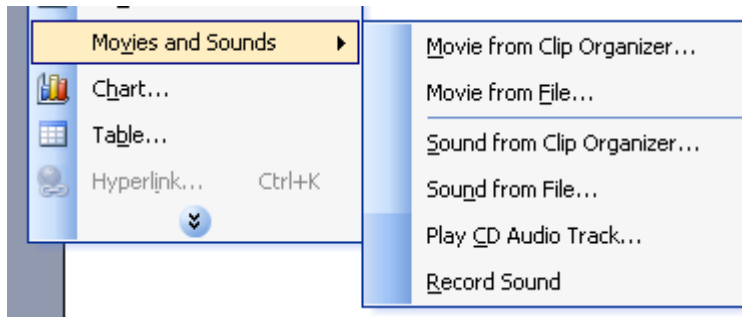 Movies and Sounds
Chart...
Table...
Hyperlink... Ctrl+K
Movie from Clip Organizer...
Movie from File...
Sound from Clip Organizer...
Sound from File...
Play CD Audio Track...
Record Sound